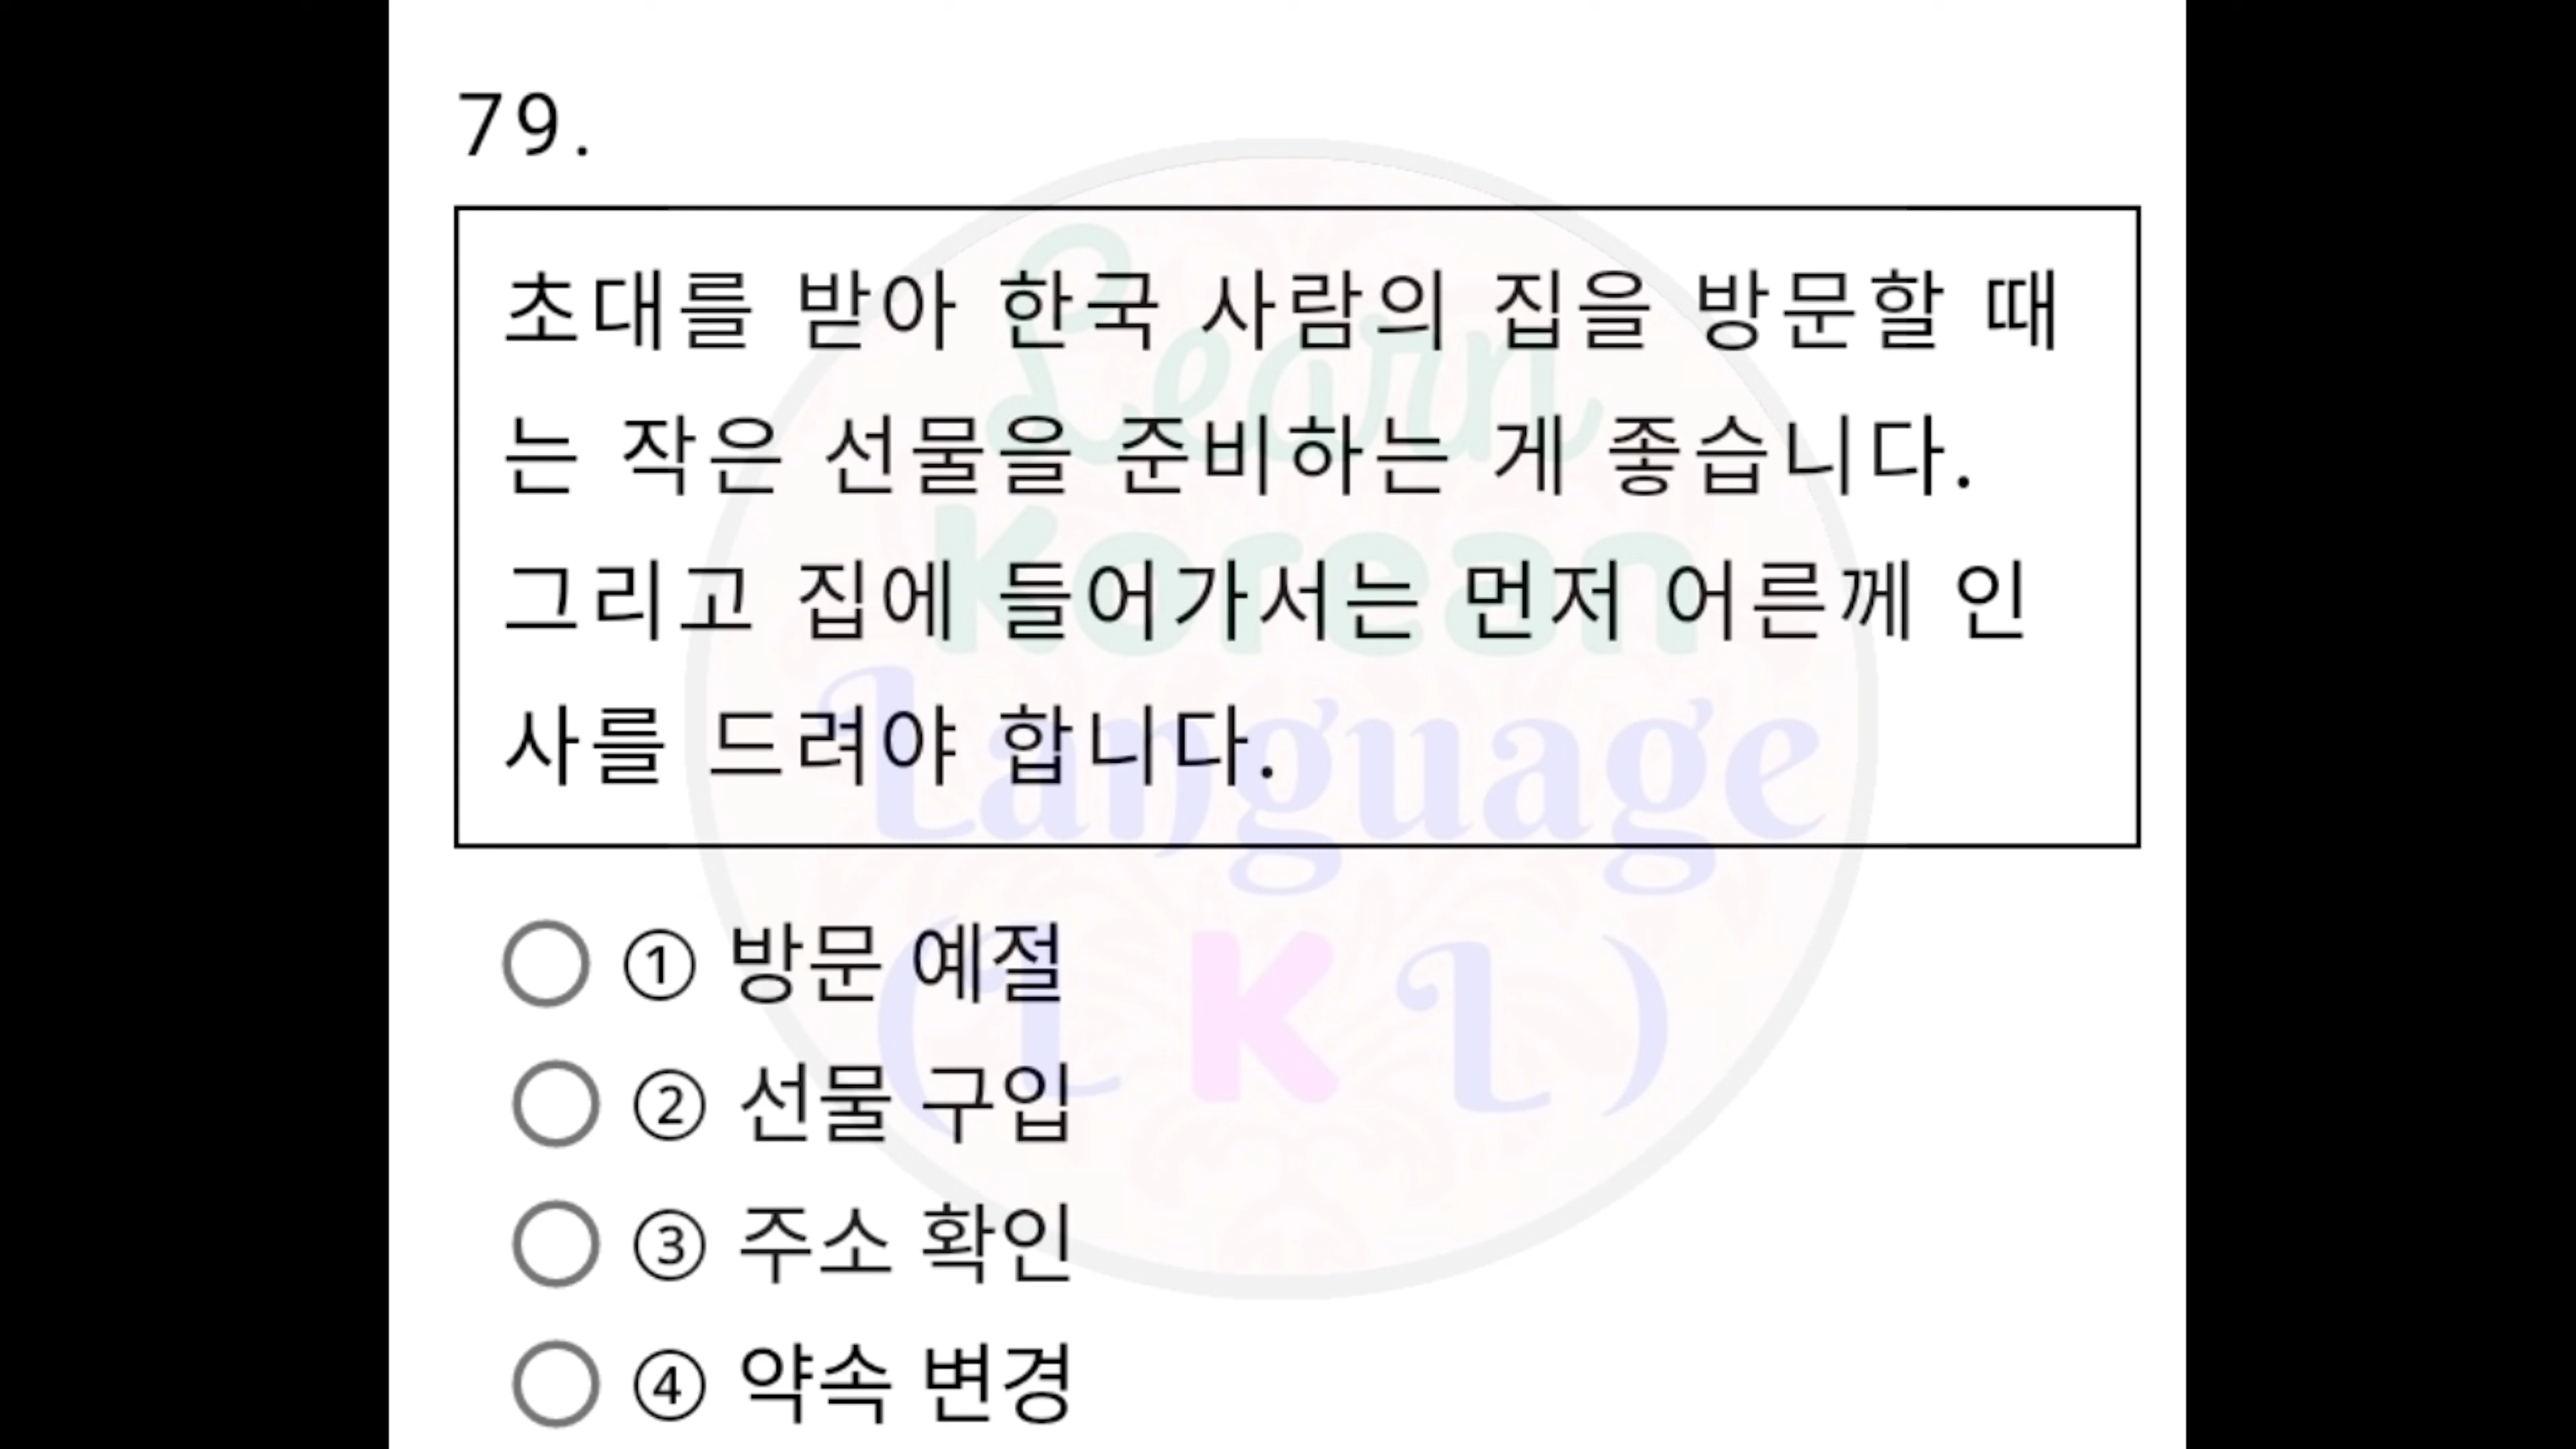 79.
초대를 받아 한국 사람의 집을 방문할 때
는 작은 선물을 준비하는 게 좋습니다.
그리고 집에 들어가서는 먼저 어른께 인
사를 드려야 합니다.
Learn
Korean
Language
( L K L )
① 방문 예절
② 선물 구입
③ 주소 확인
④ 약속 변경